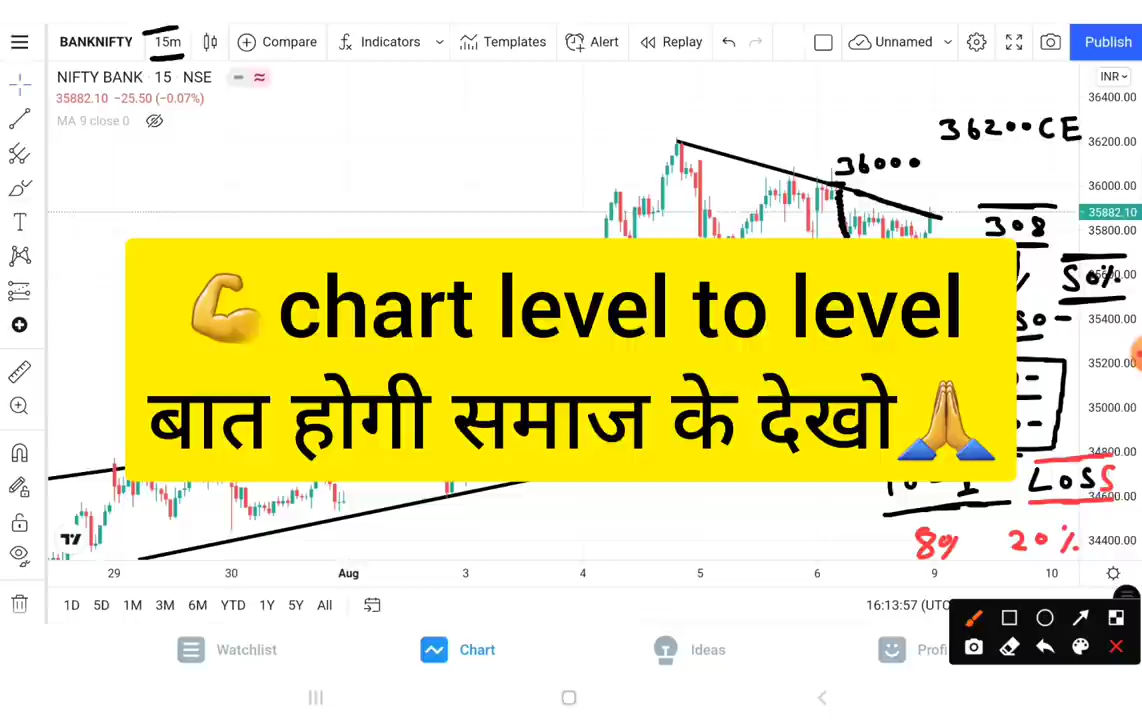 BANKNIFTY 15m Compare Indicators Templates Alert Replay Unnamed Publish
NIFTY BANK · 15 · NSE
INR
35882.10 −25.50 (−0.07%)
MA 9 close 0
36400.00
36200CE
36200.00
36000
36000.00
35882.10
308
35800.00
50%
35600.00
35400.00
💪 chart level to level
बात होगी समाज के देखो🙏
35200.00
35000.00
34800.00
LOSS
34600.00
20%
34400.00
29 30 Aug 3 4 5 6 9 10
1D 5D 1M 3M 6M YTD 1Y 5Y All
16:13:57 (UTC
Watchlist Chart Ideas Profi